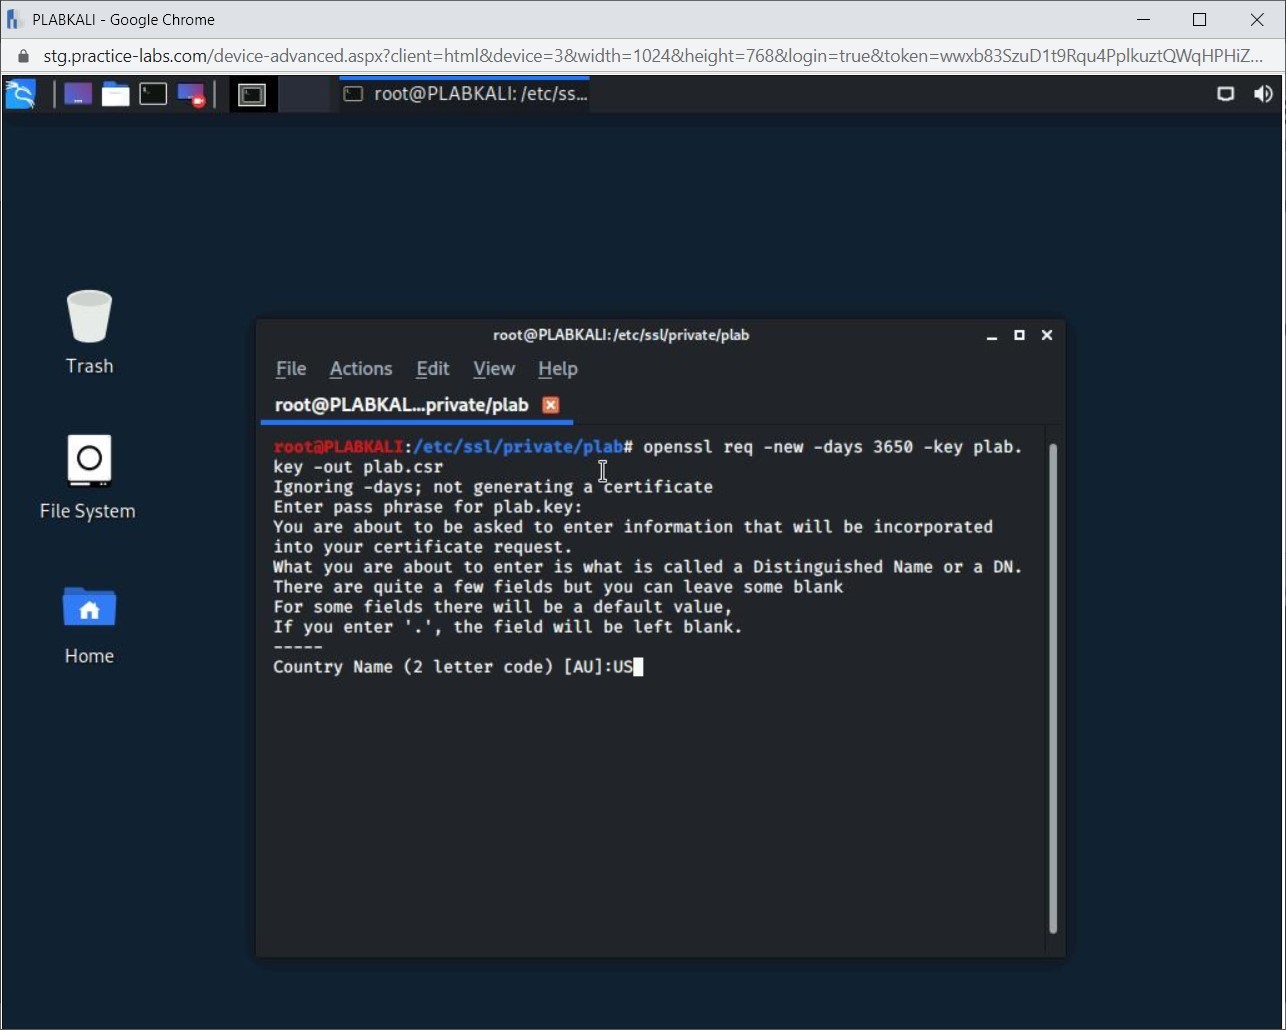 PLABKALI - Google Chrome
stg.practice-labs.com/device-advanced.aspx?client=html&device=3&width=1024&height=768&login=true&token=wwxb83SzuD1t9Rqu4PplkuztQWqHPHiZ...
root@PLABKALI: /etc/ss...
Trash
File System
Home
root@PLABKALI:/etc/ssl/private/plab
File Actions Edit View Help
root@PLABKAL...private/plab
root@PLABKALI:/etc/ssl/private/plab# openssl req -new -days 3650 -key plab.
key -out plab.csr
Ignoring -days; not generating a certificate
Enter pass phrase for plab.key:
You are about to be asked to enter information that will be incorporated
into your certificate request.
What you are about to enter is what is called a Distinguished Name or a DN.
There are quite a few fields but you can leave some blank
For some fields there will be a default value,
If you enter '.', the field will be left blank.
-----
Country Name (2 letter code) [AU]:US